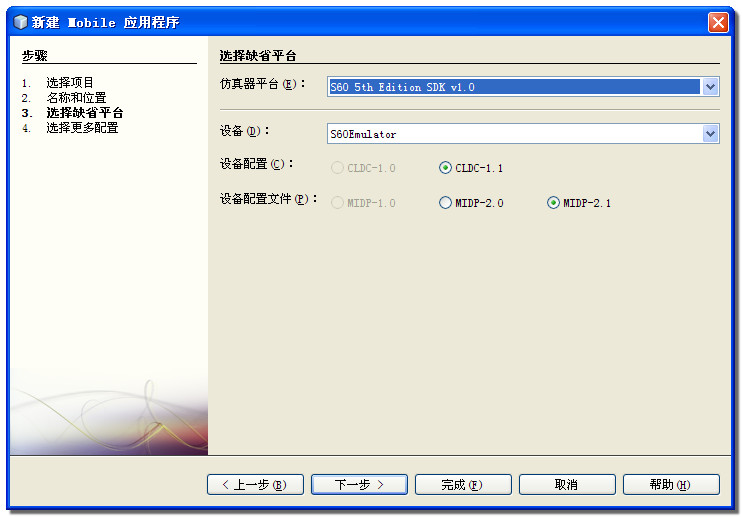 新建 Mobile 应用程序
步骤
1. 选择项目
2. 名称和位置
3. 选择缺省平台
4. 选择更多配置
选择缺省平台
仿真器平台(E)： S60 5th Edition SDK v1.0
设备(D)： S60Emulator
设备配置(C)： CLDC-1.0 CLDC-1.1
设备配置文件(P)： MIDP-1.0 MIDP-2.0 MIDP-2.1
< 上一步(B) 下一步 > 完成(F) 取消 帮助(H)